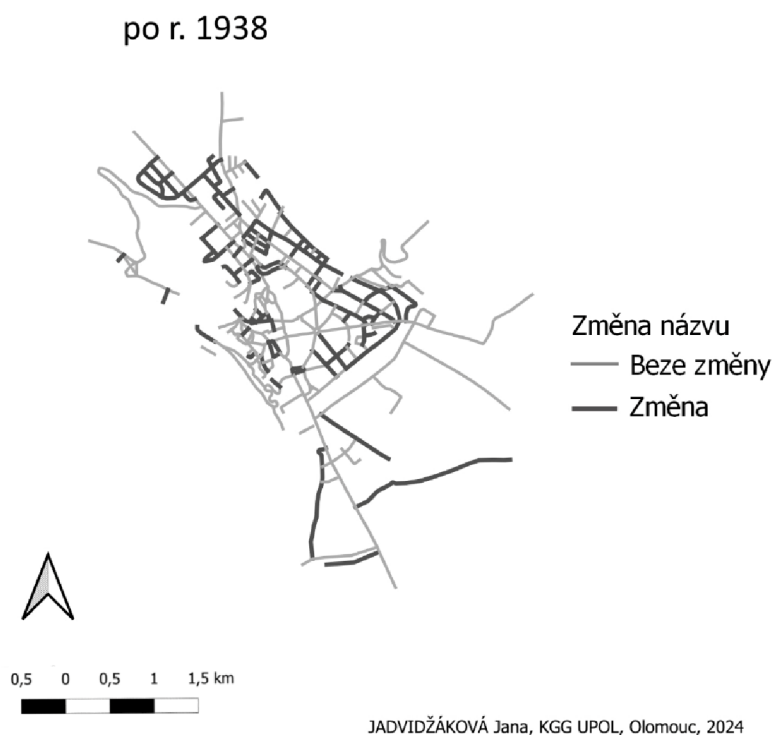 po r. 1938
Změna názvu
Beze změny
Změna
0,5 0 0,5 1 1,5 km
JADVIDŽÁKOVÁ Jana, KGG UPOL, Olomouc, 2024